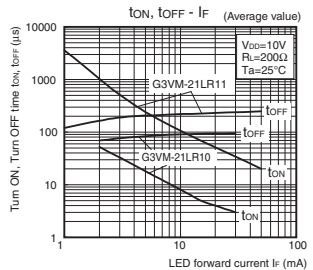 tON, tOFF - IF (Average value)
Turn ON, Turn OFF time tON, tOFF (μs)
10000
1000
100
10
1
VDD=10V
RL=200Ω
Ta=25°C
G3VM-21LR11
tOFF
tOFF
G3VM-21LR10
tON
tON
1
10
100
LED forward current IF (mA)